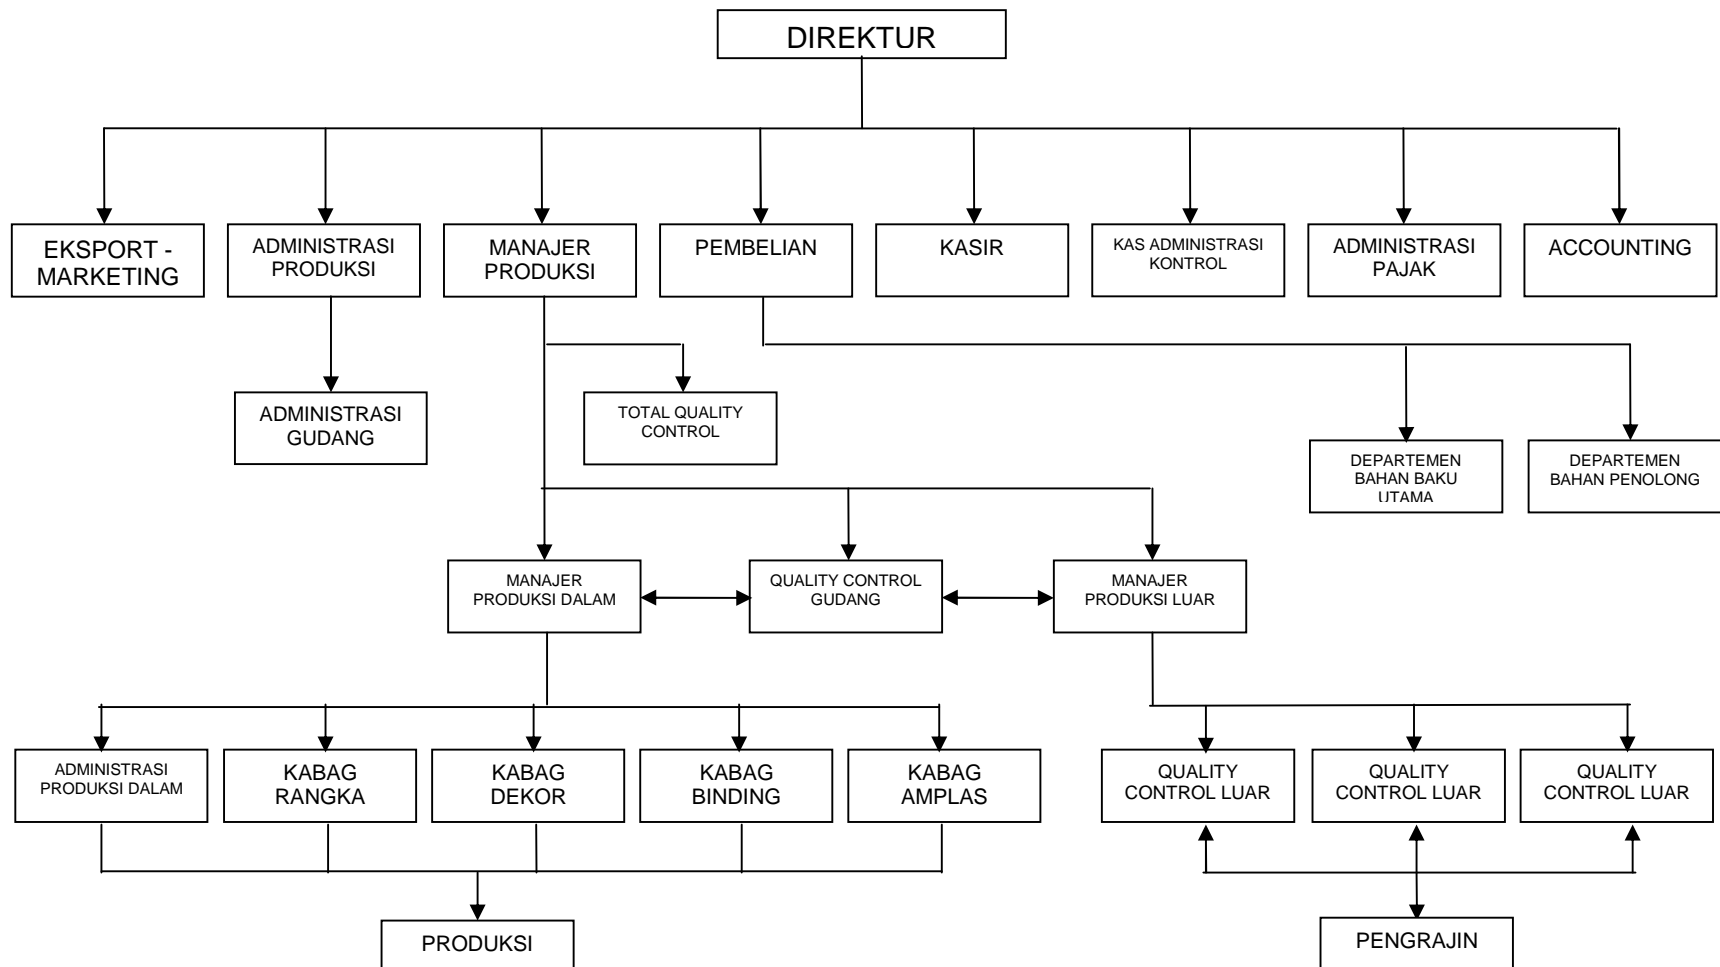 DIREKTUR
EKSPORT -
MARKETING
ADMINISTRASI
PRODUKSI
MANAJER
PRODUKSI
PEMBELIAN
KASIR
KAS ADMINISTRASI
KONTROL
ADMINISTRASI
PAJAK
ACCOUNTING
ADMINISTRASI
GUDANG
TOTAL QUALITY
CONTROL
DEPARTEMEN
BAHAN BAKU
UTAMA
DEPARTEMEN
BAHAN PENOLONG
MANAJER
PRODUKSI DALAM
QUALITY CONTROL
GUDANG
MANAJER
PRODUKSI LUAR
ADMINISTRASI
PRODUKSI DALAM
KABAG
RANGKA
KABAG
DEKOR
KABAG
BINDING
KABAG
AMPLAS
QUALITY
CONTROL LUAR
QUALITY
CONTROL LUAR
QUALITY
CONTROL LUAR
PRODUKSI
PENGRAJIN